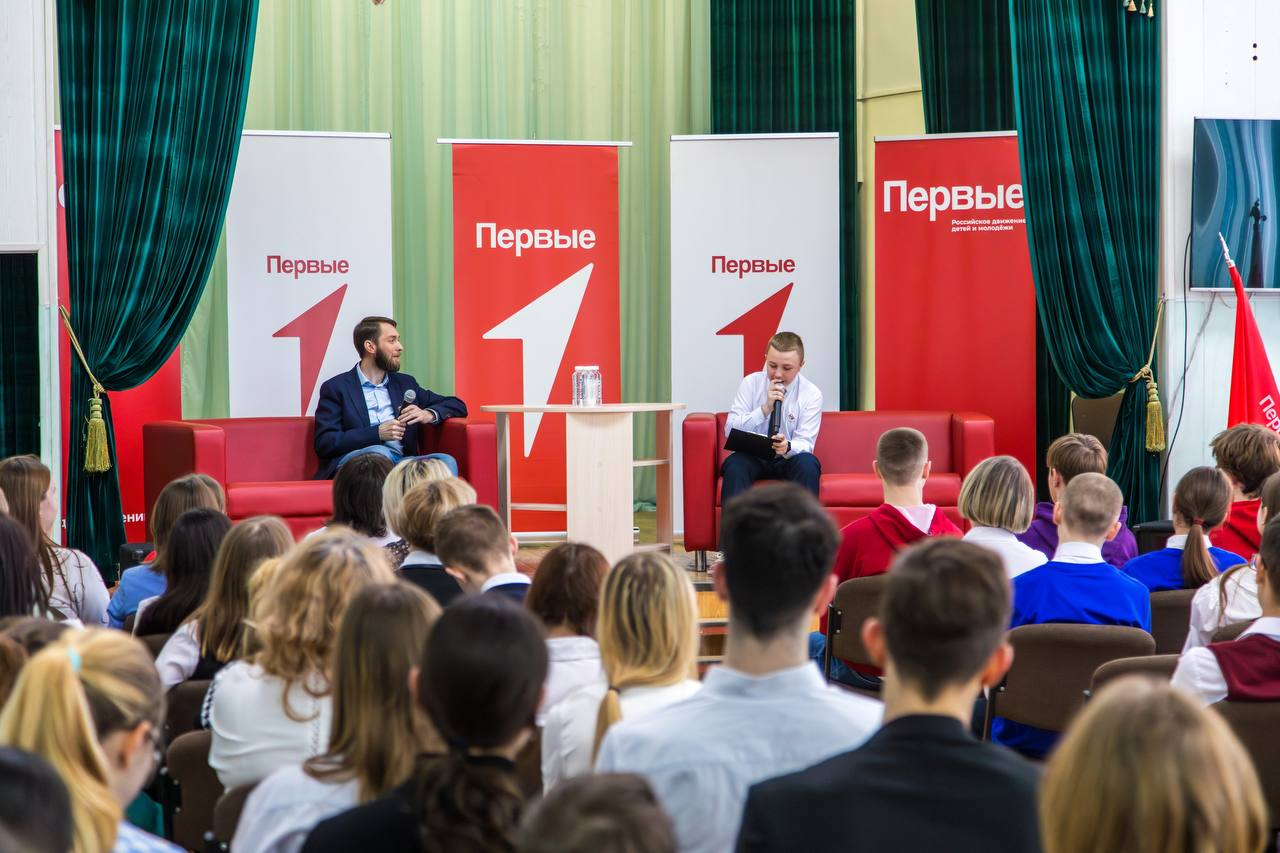 Первые
Первые
Первые
Первые
Российское движение
детей и молодёжи